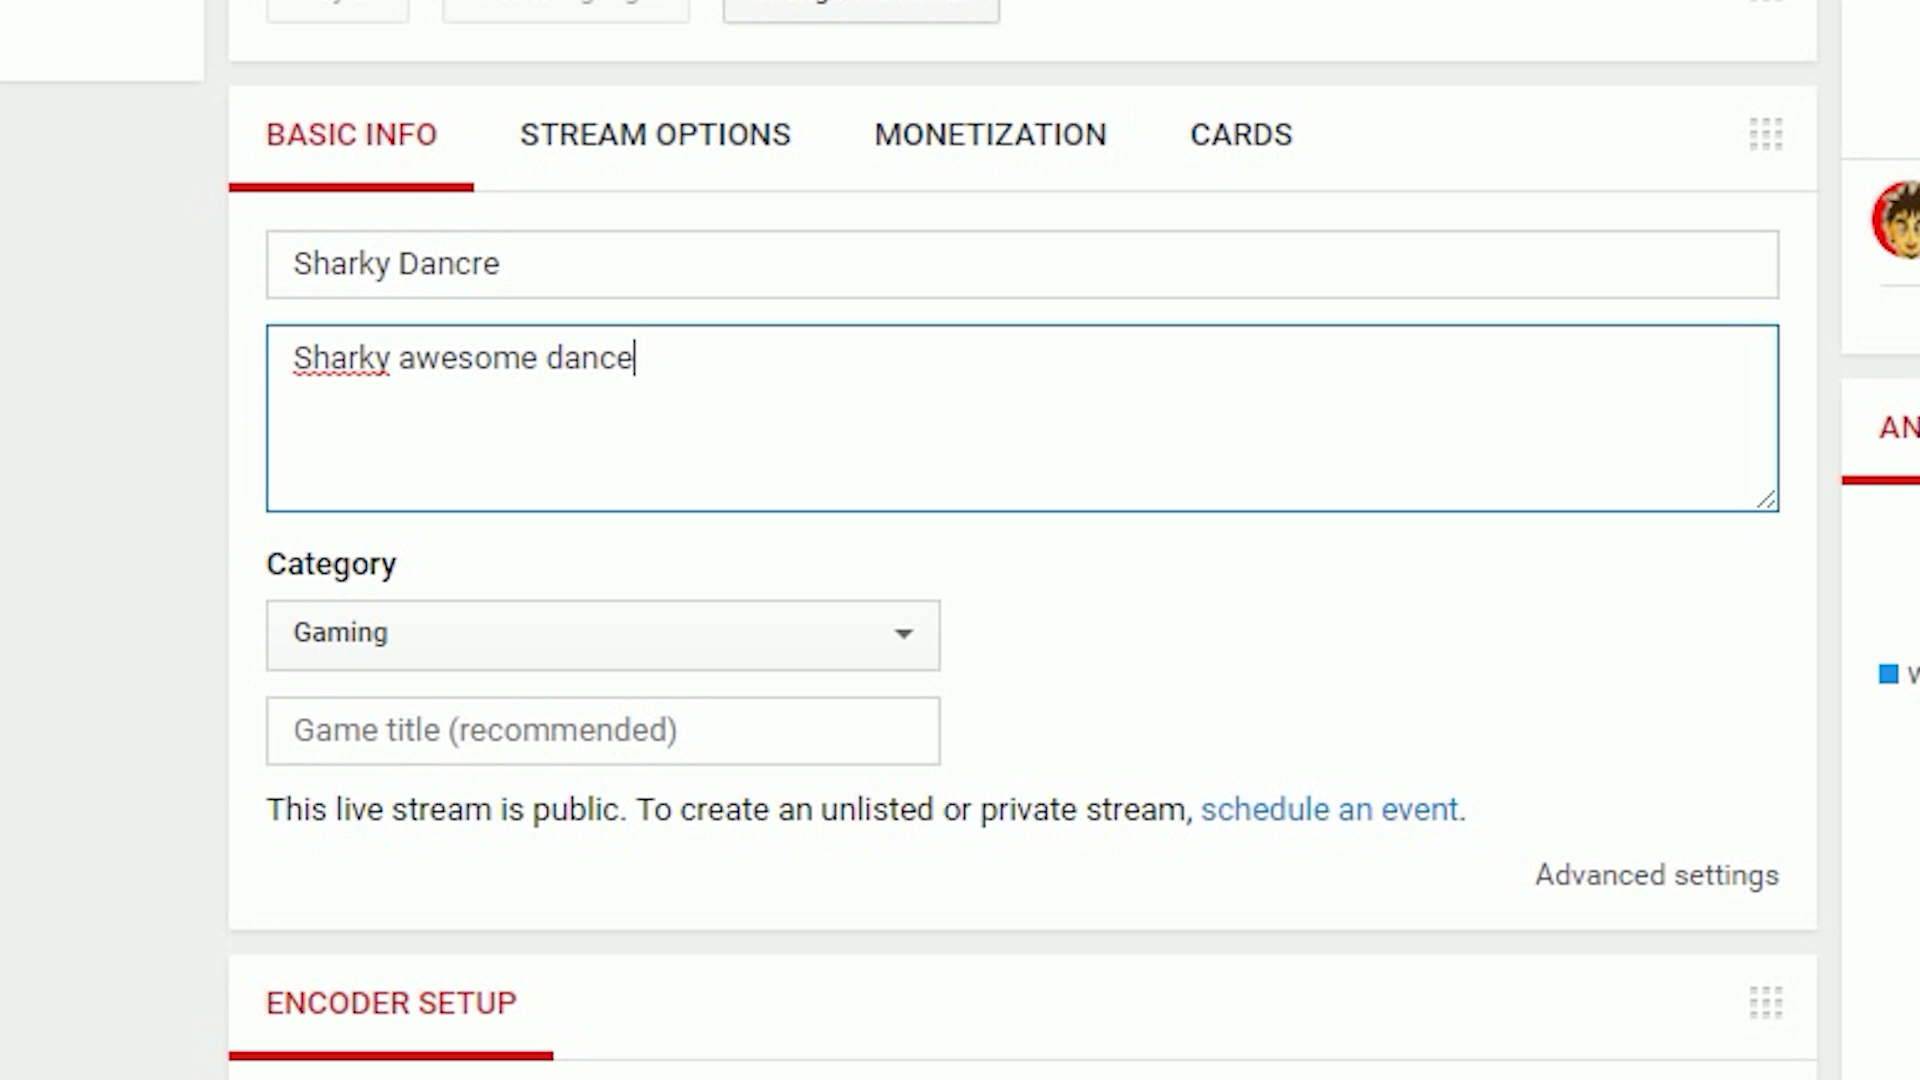 BASIC INFO STREAM OPTIONS MONETIZATION CARDS
Sharky Dancre
Sharky awesome dance
Category
Gaming
Game title (recommended)
This live stream is public. To create an unlisted or private stream, schedule an event.
Advanced settings
ENCODER SETUP